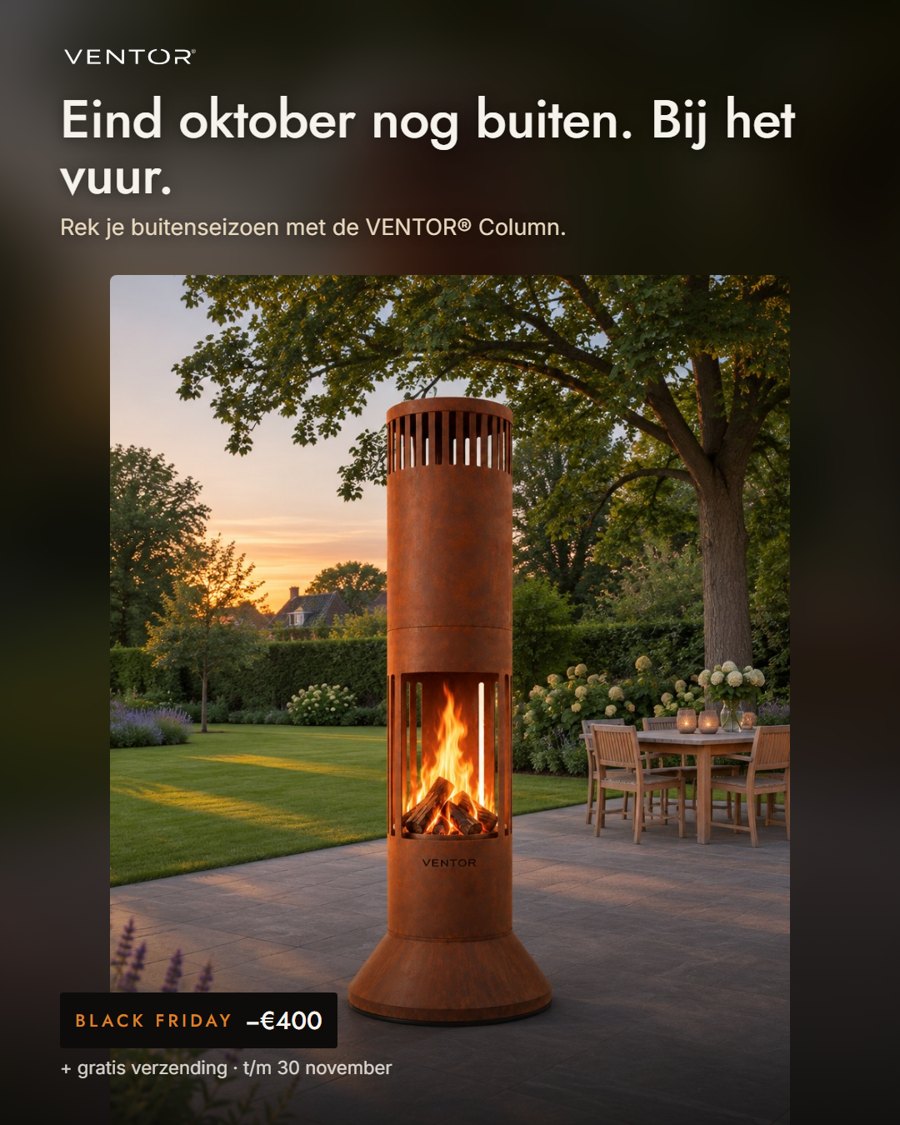 VENTOR®
Eind oktober nog buiten. Bij het
vuur.
Rek je buitenseizoen met de VENTOR® Column.
VENTOR
BLACK FRIDAY –€400
+ gratis verzending · t/m 30 november